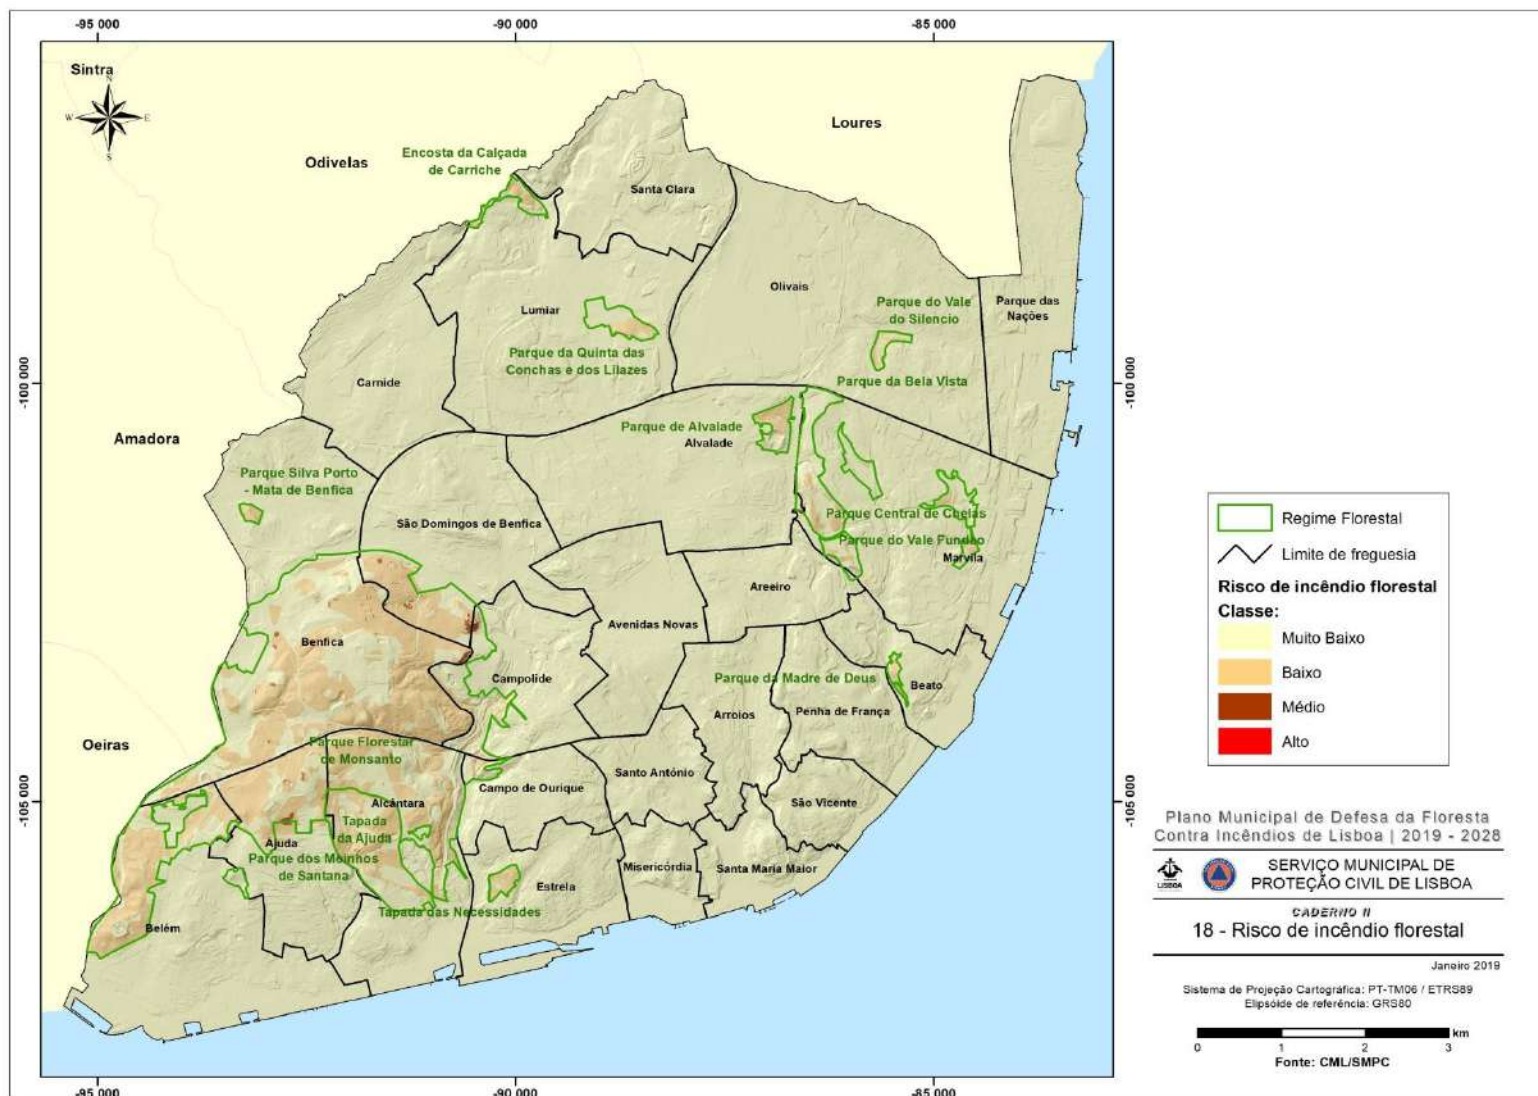 -95 000
-90 000
-85 000
Sintra
N
W
E
S
Loures
Odivelas
Encosta da Calçada
de Carriche
Santa Clara
Olivais
Parque do Vale
do Silencio
Parque das
Nações
Lumiar
Parque da Quinta das
Conchas e dos Lilazes
Carnide
Parque da Bela Vista
-100 000
-100 000
Amadora
Parque de Alvalade
Alvalade
Parque Silva Porto
- Mata de Benfica
São Domingos de Benfica
Parque Central de Chelas
Parque do Vale Fundão
Marvila
Areeiro
Avenidas Novas
Benfica
Campolide
Parque da Madre de Deus
Beato
Arroios
Penha de França
Oeiras
Parque Florestal
de Monsanto
Santo António
Campo de Ourique
São Vicente
Alcântara
Tapada
da Ajuda
Ajuda
Parque dos Moinhos
de Santana
Misericórdia
Santa Maria Maior
Estrela
Tapada das Necessidades
Belém
-105 000
-105 000
-95 000
-90 000
-85 000
Regime Florestal
Limite de freguesia
Risco de incêndio florestal
Classe:
Muito Baixo
Baixo
Médio
Alto
Plano Municipal de Defesa da Floresta
Contra Incêndios de Lisboa | 2019 - 2028
LISBOA
SERVIÇO MUNICIPAL DE
PROTEÇÃO CIVIL DE LISBOA
CADERNO II
18 - Risco de incêndio florestal
Janeiro 2019
Sistema de Projeção Cartográfica: PT-TM06 / ETRS89
Elipsóide de referência: GRS80
km
0 1 2 3
Fonte: CML/SMPC